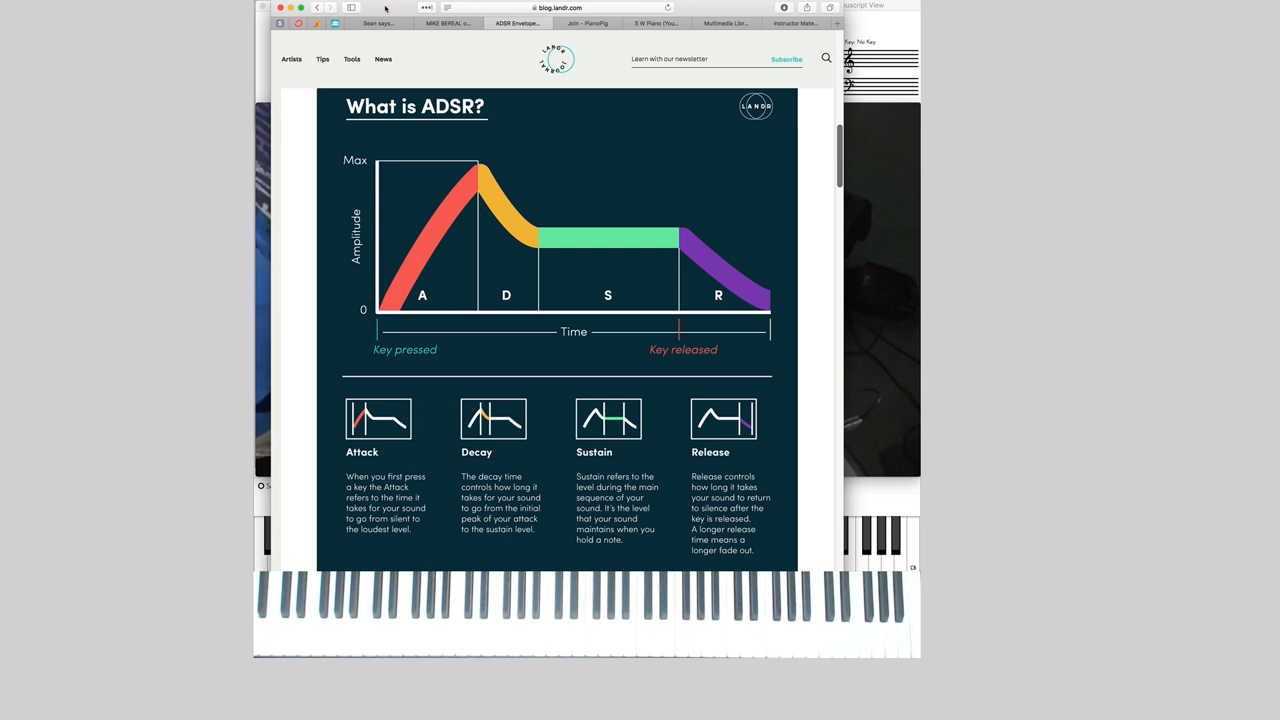 uscript View
blog.landr.com
S
Sean says...
MIKE BEREAL o...
ADSR Envelope...
Join - PianoPig
S W Piano (You...
Multimedia Libr...
Instructor Mate...
Key: No Key
Artists
Tips
Tools
News
LANDR JOURNAL
Learn with our newsletter
Subscribe
What is ADSR?
LANDR
Max
Amplitude
0
A
D
S
R
Time
Key pressed
Key released
Attack
When you first press
a key the Attack
refers to the time it
takes for your sound
to go from silent to
the loudest level.
Decay
The decay time
controls how long it
takes for your sound
to go from the initial
peak of your attack
to the sustain level.
Sustain
Sustain refers to the
level during the main
sequence of your
sound. It's the level
that your sound
maintains when you
hold a note.
Release
Release controls
how long it takes
your sound to return
to silence after the
key is released.
A longer release
time means a
longer fade out.
C8